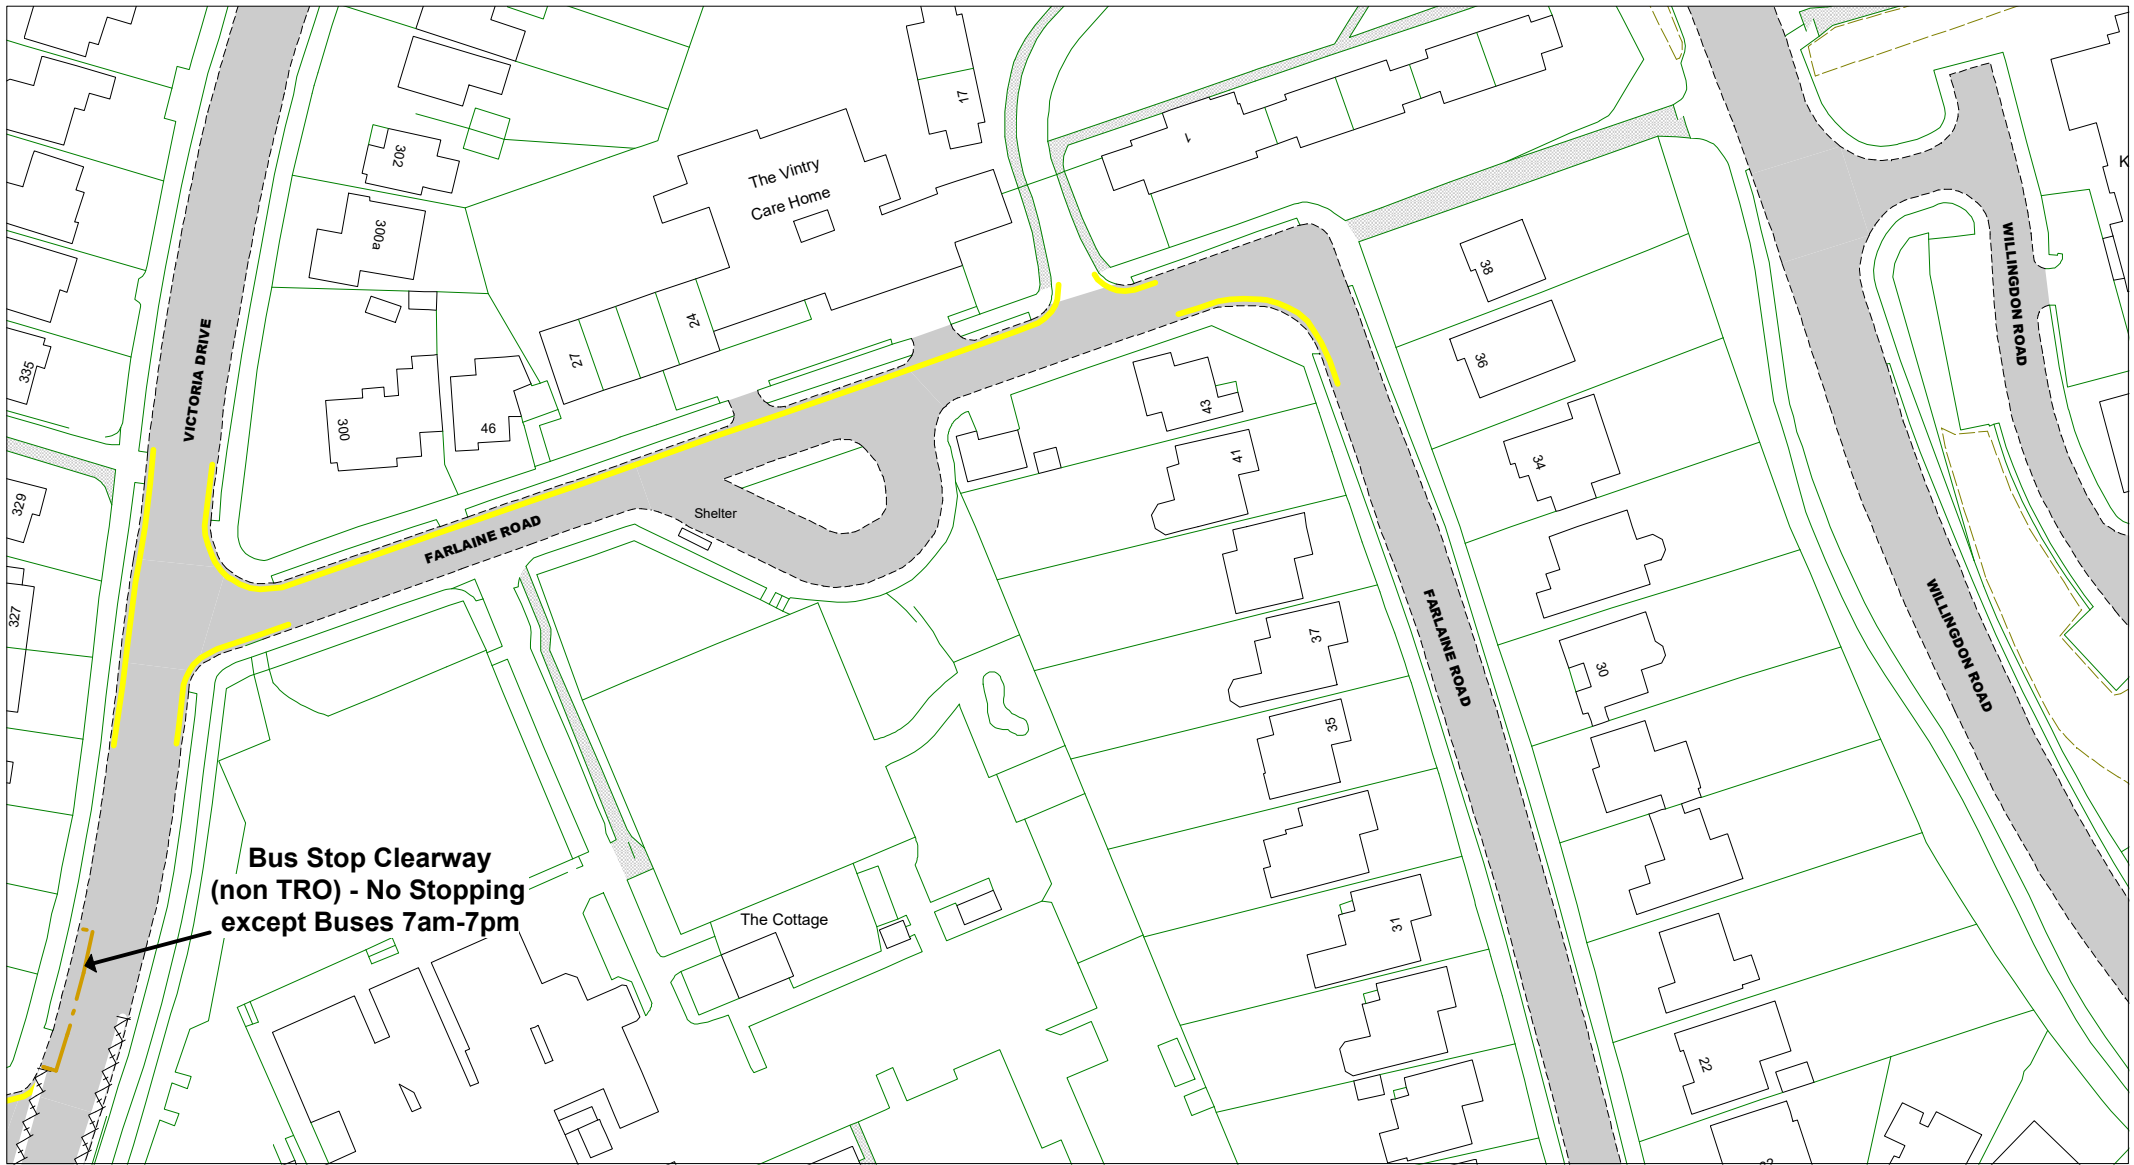 17
1
302
The Vintry
Care Home
K
300a
WILLINGDON ROAD
38
24
27
36
335
VICTORIA DRIVE
43
300
46
41
34
329
Shelter
FARLAINE ROAD
327
37
FARLAINE ROAD
WILLINGDON ROAD
30
35
Bus Stop Clearway
(non TRO) - No Stopping
except Buses 7am-7pm
The Cottage
31
22